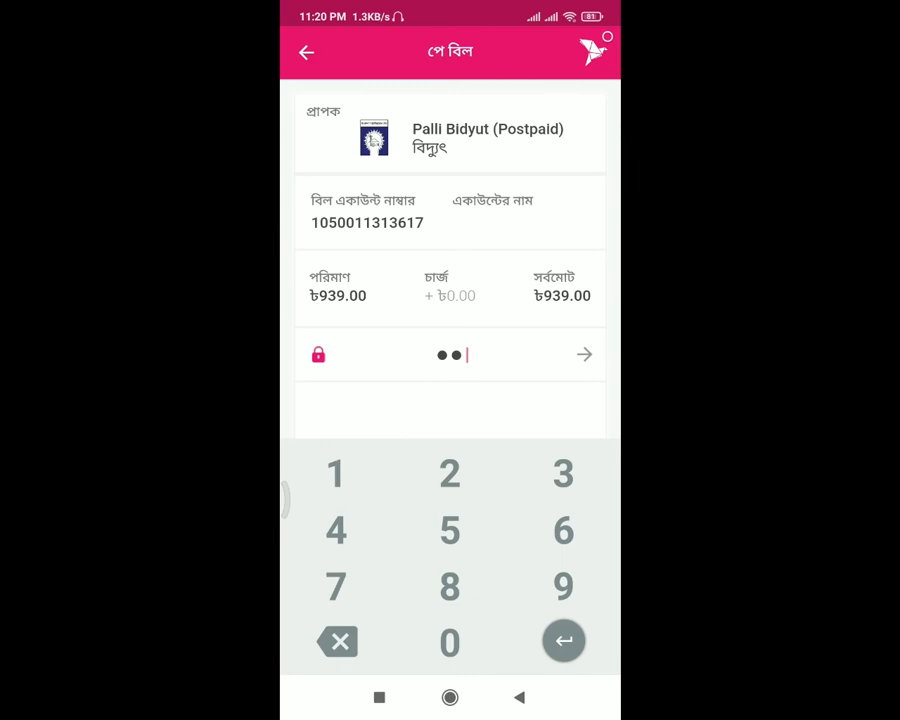 11:20 PM 1.3KB/s 81
পে বিল
প্রাপক
Palli Bidyut (Postpaid)
বিদ্যুৎ
বিল একাউন্ট নাম্বার একাউন্টের নাম
1050011313617
পরিমাণ চার্জ সর্বমোট
৳939.00 + ৳0.00 ৳939.00
1 2 3
4 5 6
7 8 9
0